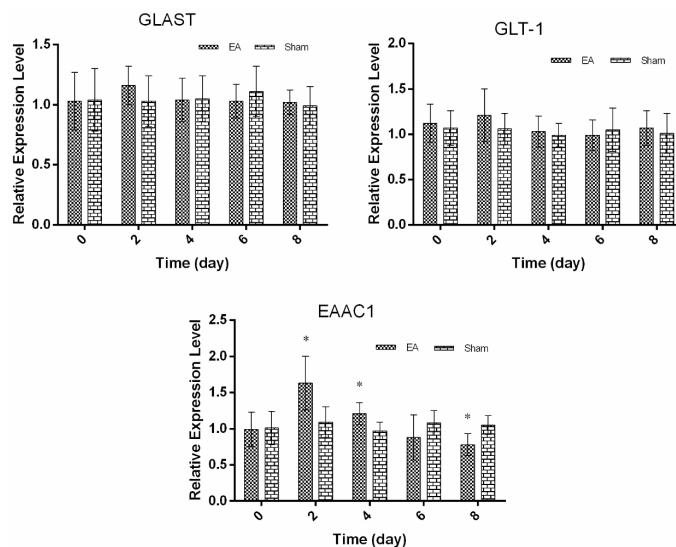 GLAST
EA Sham
Relative Expression Level
1.5
1.0
0.5
0.0
0 2 4 6 8
Time (day)
GLT-1
EA Sham
Relative Expression Level
2.0
1.5
1.0
0.5
0.0
0 2 4 6 8
Time (day)
EAAC1
EA Sham
Relative Expression Level
2.5
2.0
1.5
1.0
0.5
0.0
* * *
0 2 4 6 8
Time (day)